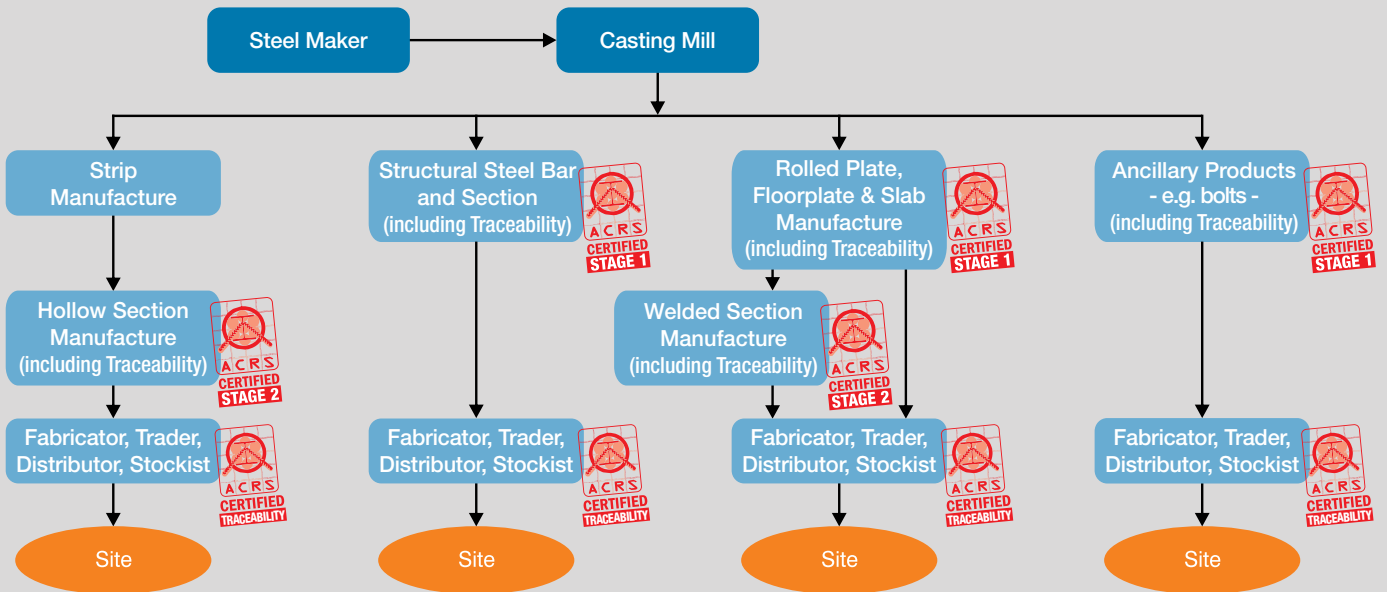 Steel Maker
Casting Mill
Strip
Manufacture
Structural Steel Bar
and Section
(including Traceability)
ACRS
CERTIFIED
STAGE 1
Rolled Plate,
Floorplate & Slab
Manufacture
(including Traceability)
ACRS
CERTIFIED
STAGE 1
Ancillary Products
- e.g. bolts -
(including Traceability)
ACRS
CERTIFIED
STAGE 1
Hollow Section
Manufacture
(including Traceability)
ACRS
CERTIFIED
STAGE 2
Welded Section
Manufacture
(including Traceability)
ACRS
CERTIFIED
STAGE 2
Fabricator, Trader,
Distributor, Stockist
ACRS
CERTIFIED
TRACEABILITY
Fabricator, Trader,
Distributor, Stockist
ACRS
CERTIFIED
TRACEABILITY
Fabricator, Trader,
Distributor, Stockist
ACRS
CERTIFIED
TRACEABILITY
Fabricator, Trader,
Distributor, Stockist
ACRS
CERTIFIED
TRACEABILITY
Site
Site
Site
Site